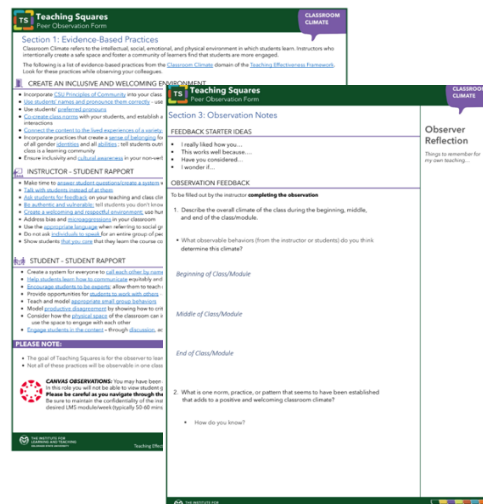 TS Teaching Squares
Peer Observation Form
CLASSROOM
CLIMATE
Section 1: Evidence-Based Practices
Classroom Climate refers to the intellectual, social, emotional, and physical environment in which students learn. Instructors who
intentionally create a safe space and foster a community of learners find that students are more engaged.
The following is a list of evidence-based practices from the Classroom Climate domain of the Teaching Effectiveness Framework.
Look for these practices while observing your colleagues.
CREATE AN INCLUSIVE AND WELCOMING ENVIRONMENT
• Incorporate CSU Principles of Community into your class
• Use students' names and pronounce them correctly - use
• Use students' preferred pronouns
• Co-create class norms with your students, and establish a
interactions
• Connect the content to the lived experiences of a variety
• Incorporate practices that create a sense of belonging fo
of all gender identities and all abilities; tell students outri
class is a learning community
• Ensure inclusivity and cultural awareness in your non-ver
INSTRUCTOR - STUDENT RAPPORT
• Make time to answer student questions/create a system
• Talk with students instead of at them
• Ask students for feedback on your teaching and class cli
• Be authentic and vulnerable; tell students you don't know
• Create a welcoming and respectful environment; use hu
• Address bias and microaggressions in your classroom
• Use the appropriate language when referring to social gr
• Do not ask individuals to speak for an entire group of pe
• Show students that you care that they learn the course co
STUDENT - STUDENT RAPPORT
• Create a system for everyone to call each other by name
• Help students learn how to communicate equitably and
• Encourage students to be experts; allow them to teach
• Provide opportunities for students to work with others
• Teach and model appropriate small group behaviors
• Model productive disagreement by showing how to crit
• Consider how the physical space of the classroom can
use the space to engage with each other
• Engage students in the content - through discussion, ac
PLEASE NOTE:
• The goal of Teaching Squares is for the observer to lear
• Not all of these practices will be observable in one class
CANVAS OBSERVATIONS: You may have been
in this role you will not be able to view student g
Please be careful as you navigate through the
Be sure to maintain the confidentiality of the ins
desired LMS module/week (typically 50-60 mins
THE INSTITUTE FOR
LEARNING AND TEACHING
COLORADO STATE UNIVERSITY
Teaching Effect
TS Teaching Squares
Peer Observation Form
CLASSROOM
CLIMATE
Section 3: Observation Notes
FEEDBACK STARTER IDEAS
• I really liked how you...
• This works well because....
• Have you considered...
• I wonder if...
OBSERVATION FEEDBACK
To be filled out by the instructor completing the observation
1. Describe the overall climate of the class during the beginning, middle,
and end of the class/module.
• What observable behaviors (from the instructor or students) do you think
determine this climate?
Beginning of Class/Module
Middle of Class/Module
End of Class/Module
2. What is one norm, practice, or pattern that seems to have been established
that adds to a positive and welcoming classroom climate?
• How do you know?
Observer
Reflection
Things to remember for
my own teaching...
THE INSTITUTE FOR